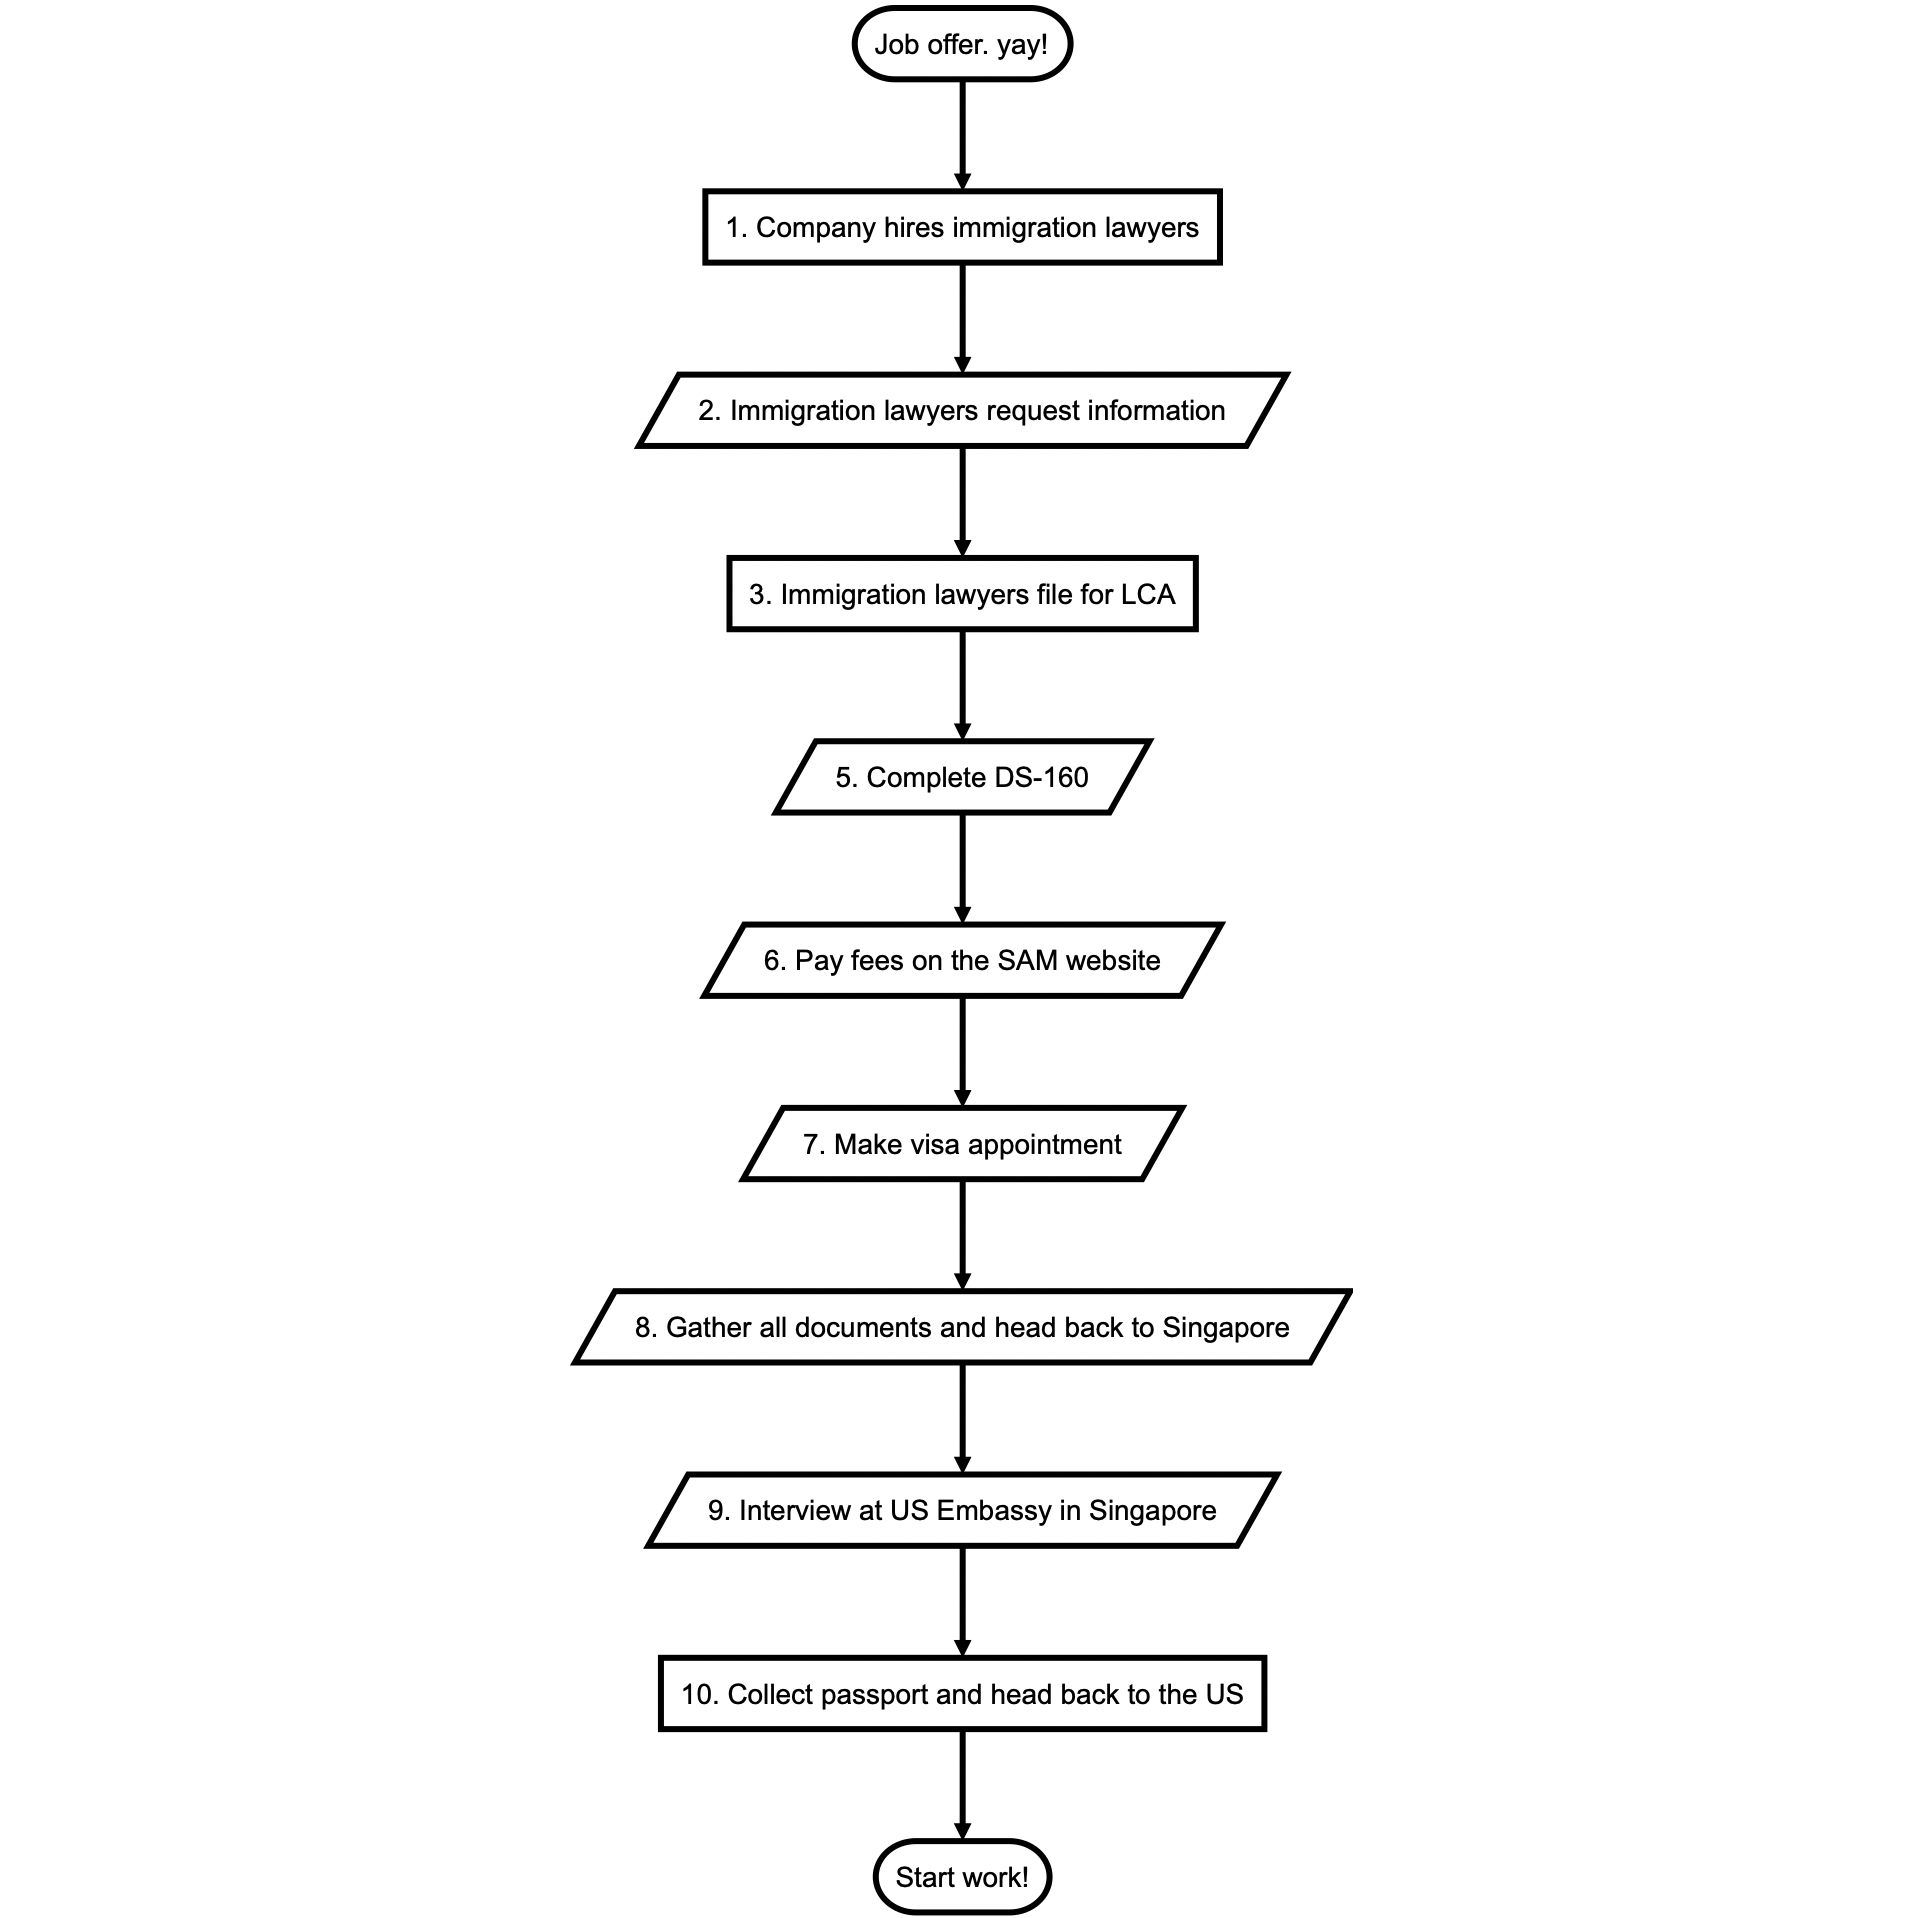 Job offer. yay!
1. Company hires immigration lawyers
2. Immigration lawyers request information
3. Immigration lawyers file for LCA
5. Complete DS-160
6. Pay fees on the SAM website
7. Make visa appointment
8. Gather all documents and head back to Singapore
9. Interview at US Embassy in Singapore
10. Collect passport and head back to the US
Start work!